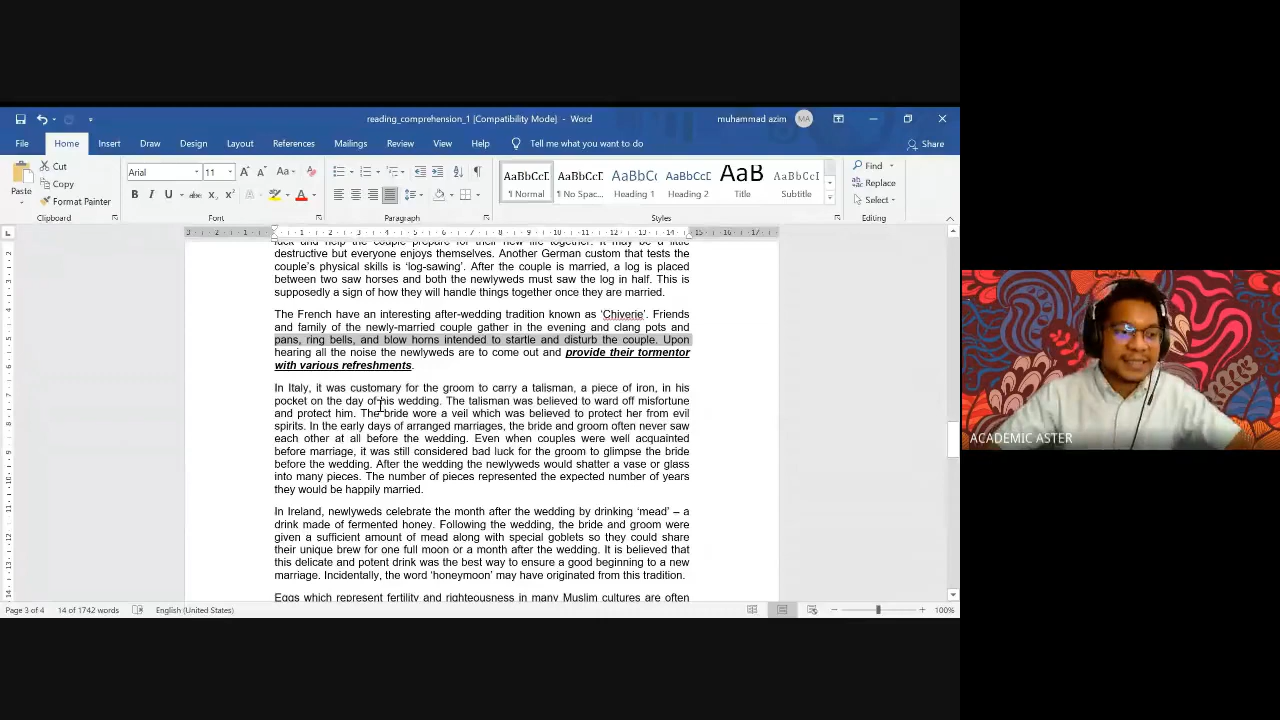 reading_comprehension_1 [Compatibility Mode] - Word
muhammad azim
MA
File Home Insert Draw Design Layout References Mailings Review View Help Tell me what you want to do Share
Paste
Cut
Copy
Format Painter
Clipboard
Arial 11
Font
Paragraph
AaBbCcI AaBbCcI AaBbC AaBbCcI AaB AaBbCcI
¶ Normal ¶ No Spac... Heading 1 Heading 2 Title Subtitle
Styles
Find
Replace
Select
Editing
luck and help the couple prepare for their new life together. It may be a little
destructive but everyone enjoys themselves. Another German custom that tests the
couple's physical skills is 'log-sawing'. After the couple is married, a log is placed
between two saw horses and both the newlyweds must saw the log in half. This is
supposedly a sign of how they will handle things together once they are married.
The French have an interesting after-wedding tradition known as 'Chiverie'. Friends
and family of the newly-married couple gather in the evening and clang pots and
pans, ring bells, and blow horns intended to startle and disturb the couple. Upon
hearing all the noise the newlyweds are to come out and provide their tormentor
with various refreshments.
In Italy, it was customary for the groom to carry a talisman, a piece of iron, in his
pocket on the day of his wedding. The talisman was believed to ward off misfortune
and protect him. The bride wore a veil which was believed to protect her from evil
spirits. In the early days of arranged marriages, the bride and groom often never saw
each other at all before the wedding. Even when couples were well acquainted
before marriage, it was still considered bad luck for the groom to glimpse the bride
before the wedding. After the wedding the newlyweds would shatter a vase or glass
into many pieces. The number of pieces represented the expected number of years
they would be happily married.
In Ireland, newlyweds celebrate the month after the wedding by drinking 'mead' – a
drink made of fermented honey. Following the wedding, the bride and groom were
given a sufficient amount of mead along with special goblets so they could share
their unique brew for one full moon or a month after the wedding. It is believed that
this delicate and potent drink was the best way to ensure a good beginning to a new
marriage. Incidentally, the word 'honeymoon' may have originated from this tradition.
Eggs which represent fertility and righteousness in many Muslim cultures are often
Page 3 of 4 14 of 1742 words English (United States) 100%
ACADEMIC ASTER